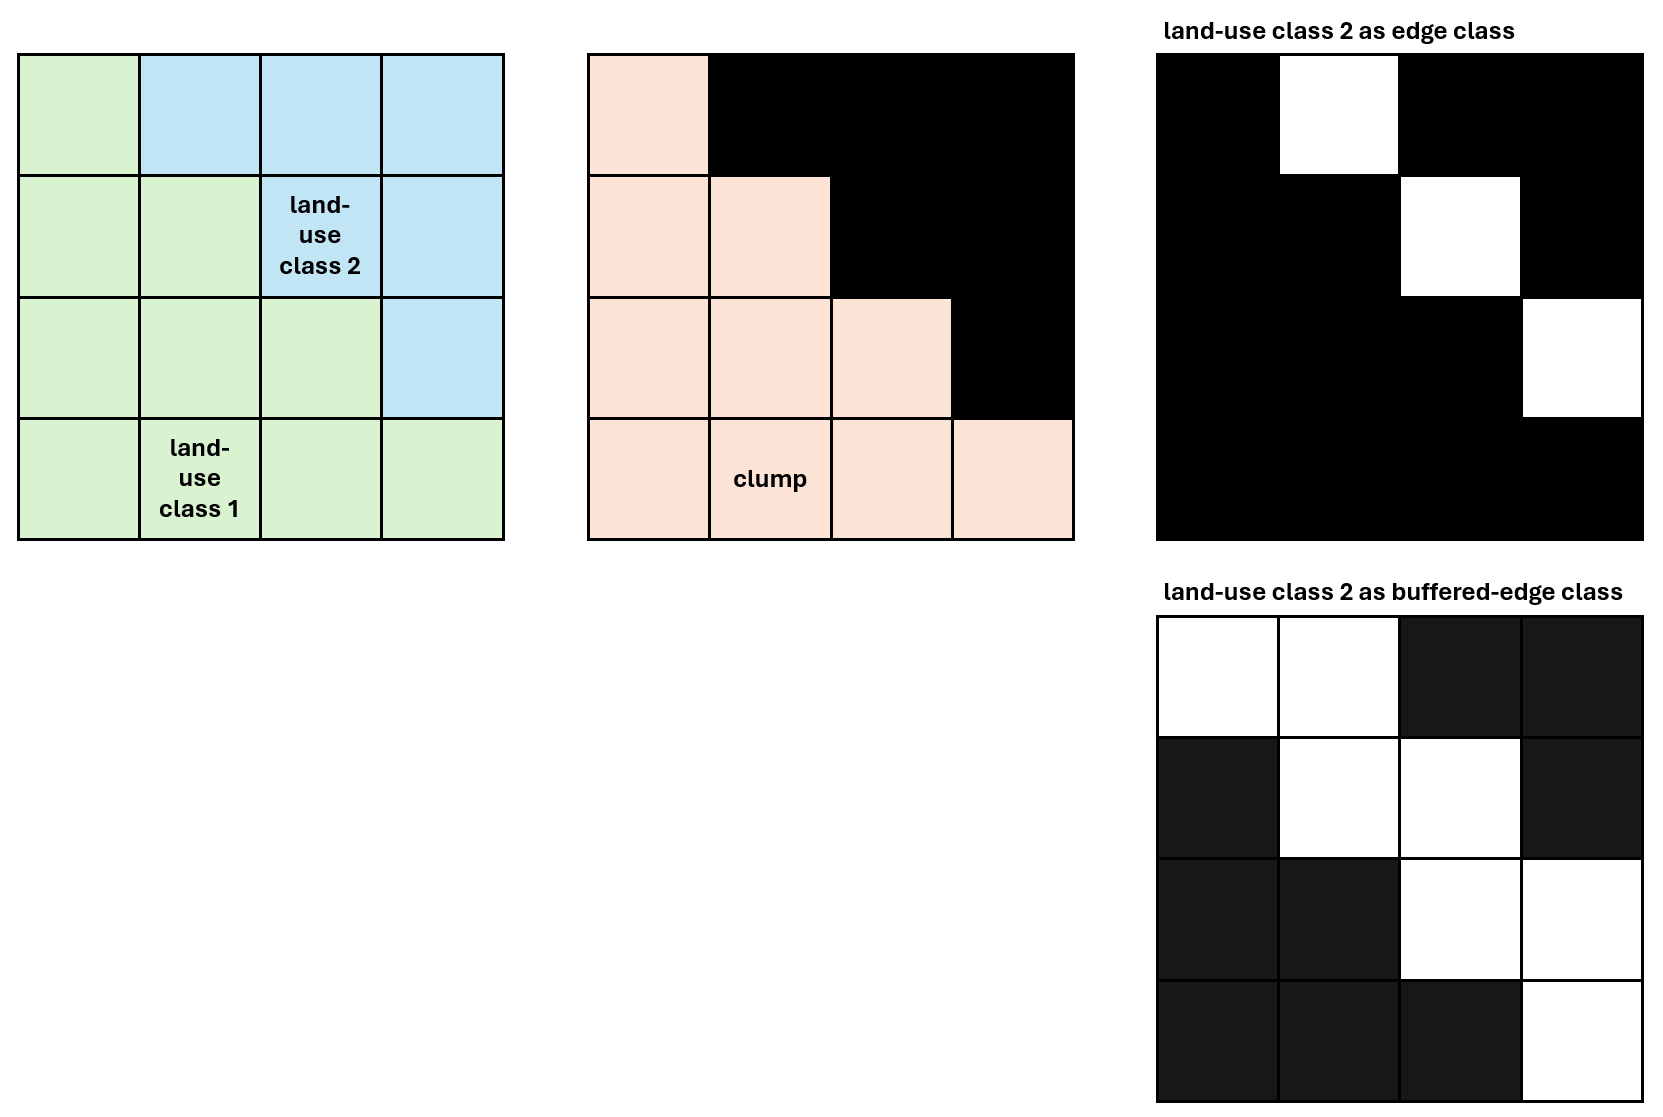 land-use class 2 as edge class
land-
use
class 2
land-
use
class 1
clump
land-use class 2 as buffered-edge class